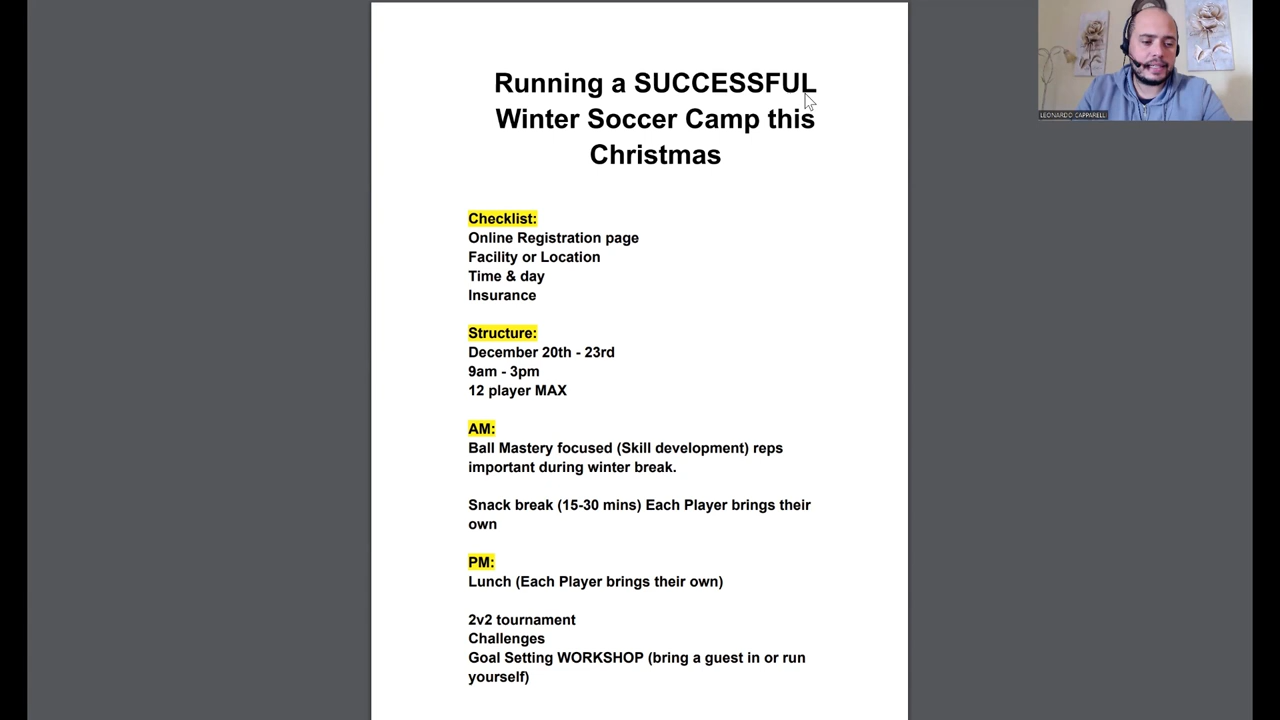 Running a SUCCESSFUL
Winter Soccer Camp this
Christmas
Checklist:
Online Registration page
Facility or Location
Time & day
Insurance
Structure:
December 20th - 23rd
9am - 3pm
12 player MAX
AM:
Ball Mastery focused (Skill development) reps
important during winter break.
Snack break (15-30 mins) Each Player brings their
own
PM:
Lunch (Each Player brings their own)
2v2 tournament
Challenges
Goal Setting WORKSHOP (bring a guest in or run
yourself)
LEONARDO CAPPARELLI